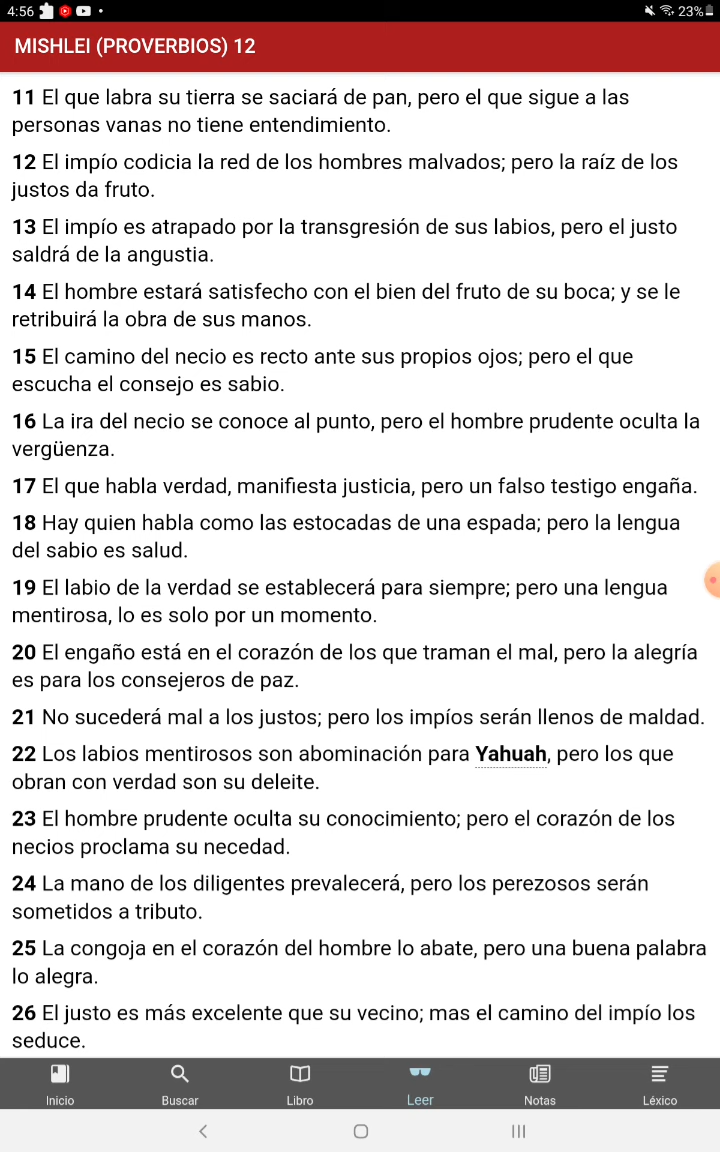 4:56
23%
MISHLEI (PROVERBIOS) 12
11 El que labra su tierra se saciará de pan, pero el que sigue a las
personas vanas no tiene entendimiento.
12 El impío codicia la red de los hombres malvados; pero la raíz de los
justos da fruto.
13 El impío es atrapado por la transgresión de sus labios, pero el justo
saldrá de la angustia.
14 El hombre estará satisfecho con el bien del fruto de su boca; y se le
retribuirá la obra de sus manos.
15 El camino del necio es recto ante sus propios ojos; pero el que
escucha el consejo es sabio.
16 La ira del necio se conoce al punto, pero el hombre prudente oculta la
vergüenza.
17 El que habla verdad, manifiesta justicia, pero un falso testigo engaña.
18 Hay quien habla como las estocadas de una espada; pero la lengua
del sabio es salud.
19 El labio de la verdad se establecerá para siempre; pero una lengua
mentirosa, lo es solo por un momento.
20 El engaño está en el corazón de los que traman el mal, pero la alegría
es para los consejeros de paz.
21 No sucederá mal a los justos; pero los impíos serán llenos de maldad.
22 Los labios mentirosos son abominación para Yahuah, pero los que
obran con verdad son su deleite.
23 El hombre prudente oculta su conocimiento; pero el corazón de los
necios proclama su necedad.
24 La mano de los diligentes prevalecerá, pero los perezosos serán
sometidos a tributo.
25 La congoja en el corazón del hombre lo abate, pero una buena palabra
lo alegra.
26 El justo es más excelente que su vecino; mas el camino del impío los
seduce.
Inicio Buscar Libro Leer Notas Léxico